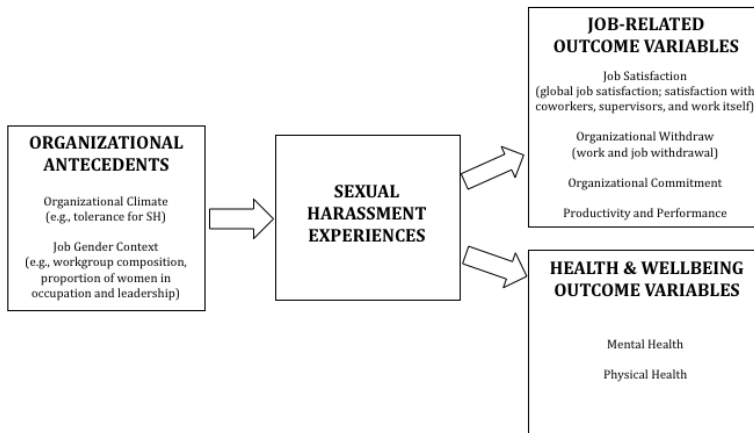 ORGANIZATIONAL
ANTECEDENTS
Organizational Climate
(e.g., tolerance for SH)
Job Gender Context
(e.g., workgroup composition,
proportion of women in
occupation and leadership)
SEXUAL
HARASSMENT
EXPERIENCES
JOB-RELATED
OUTCOME VARIABLES
Job Satisfaction
(global job satisfaction; satisfaction with
coworkers, supervisors, and work itself)
Organizational Withdraw
(work and job withdrawal)
Organizational Commitment
Productivity and Performance
HEALTH & WELLBEING
OUTCOME VARIABLES
Mental Health
Physical Health